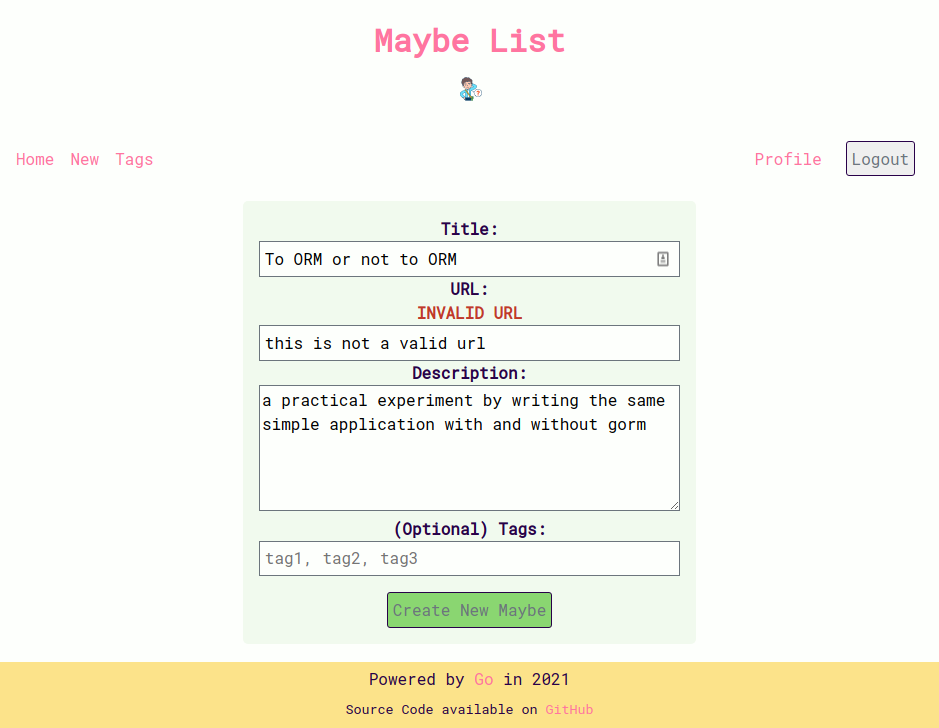 Maybe List
Home New Tags Profile Logout
Title:
To ORM or not to ORM
URL:
INVALID URL
this is not a valid url
Description:
a practical experiment by writing the same
simple application with and without gorm
(Optional) Tags:
tag1, tag2, tag3
Create New Maybe
Powered by Go in 2021
Source Code available on GitHub